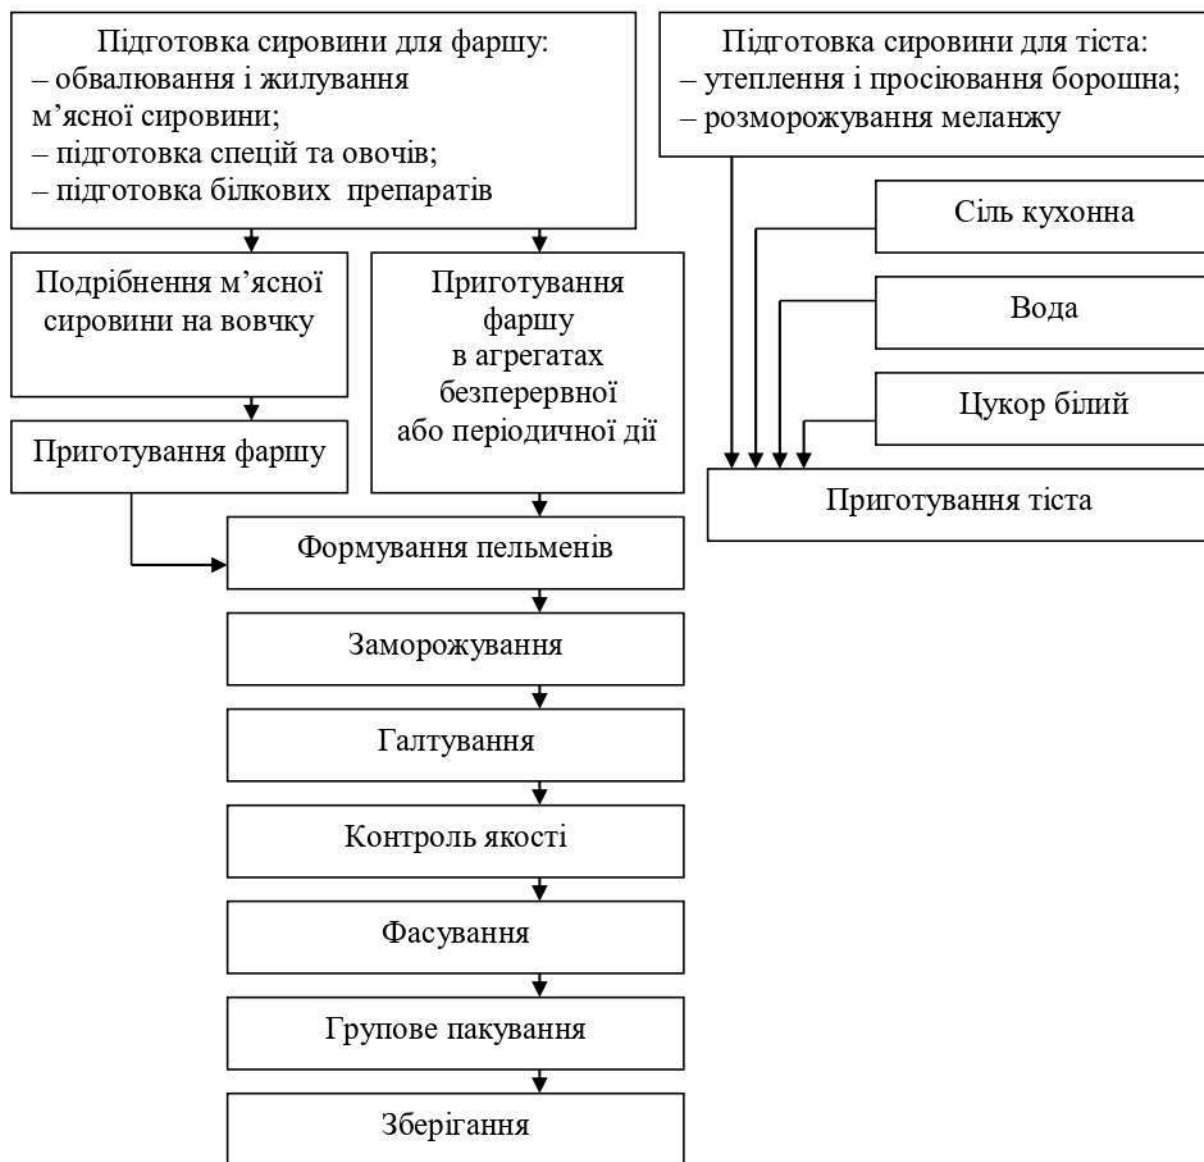 Підготовка сировини для фаршу:
– обвалювання і жилування
м’ясної сировини;
– підготовка спецій та овочів;
– підготовка білкових препаратів
Підготовка сировини для тіста:
– утеплення і просіювання борошна;
– розморожування меланжу
Сіль кухонна
Вода
Цукор білий
Приготування тіста
Подрібнення м’ясної
сировини на вовчку
Приготування фаршу
Приготування
фаршу
в агрегатах
безперервної
або періодичної дії
Формування пельменів
Заморожування
Галтування
Контроль якості
Фасування
Групове пакування
Зберігання